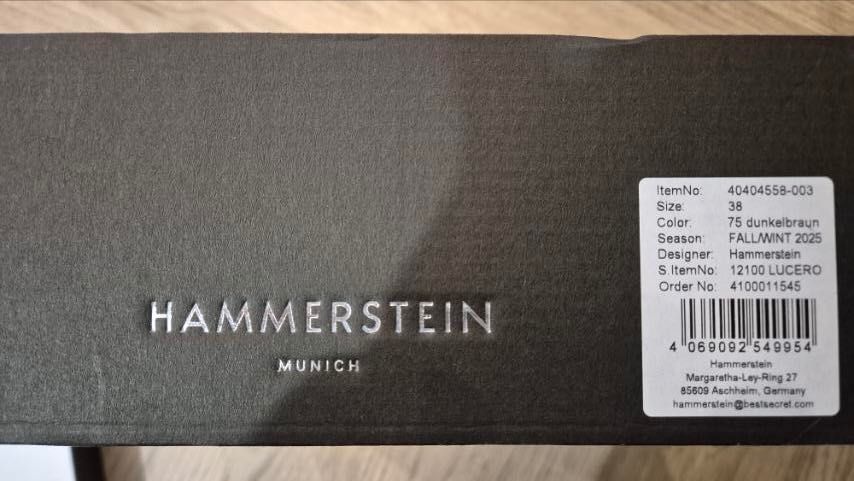 HAMMERSTEIN
MUNICH
ItemNo: 40404558-003
Size: 38
Color: 75 dunkelbraun
Season: FALL/WINT 2025
Designer: Hammerstein
S.ItemNo: 12100 LUCERO
Order No: 4100011545
4 069092 549954
Hammerstein
Margaretha-Ley-Ring 27
85609 Aschheim, Germany
hammerstein@bestsecret.com